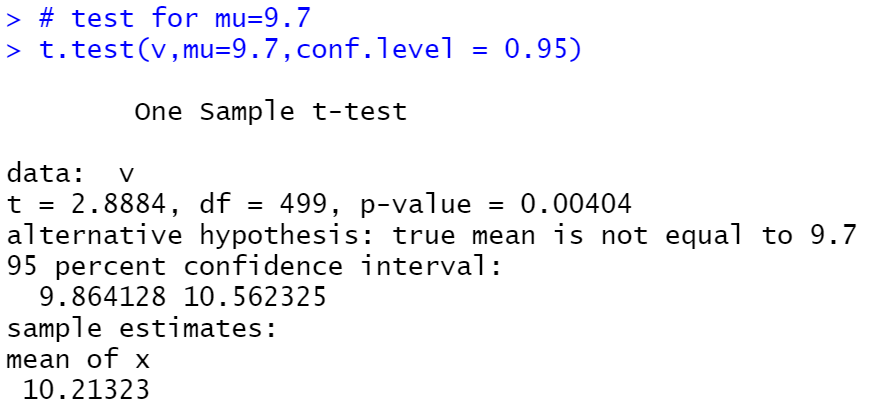 > # test for mu=9.7
> t.test(v,mu=9.7,conf.level = 0.95)
One Sample t-test
data:  v
t = 2.8884, df = 499, p-value = 0.00404
alternative hypothesis: true mean is not equal to 9.7
95 percent confidence interval:
9.864128 10.562325
sample estimates:
mean of x
10.21323